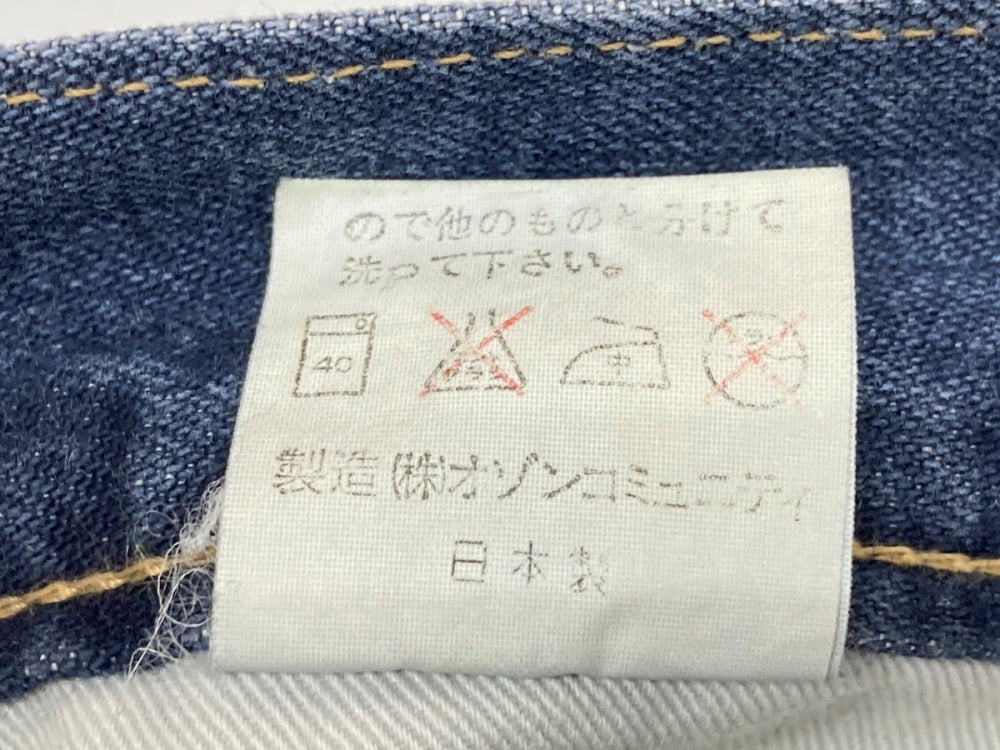 ので他のものと分けて
洗って下さい。
40 中
製造(株)オゾンコミュニティ
日本製